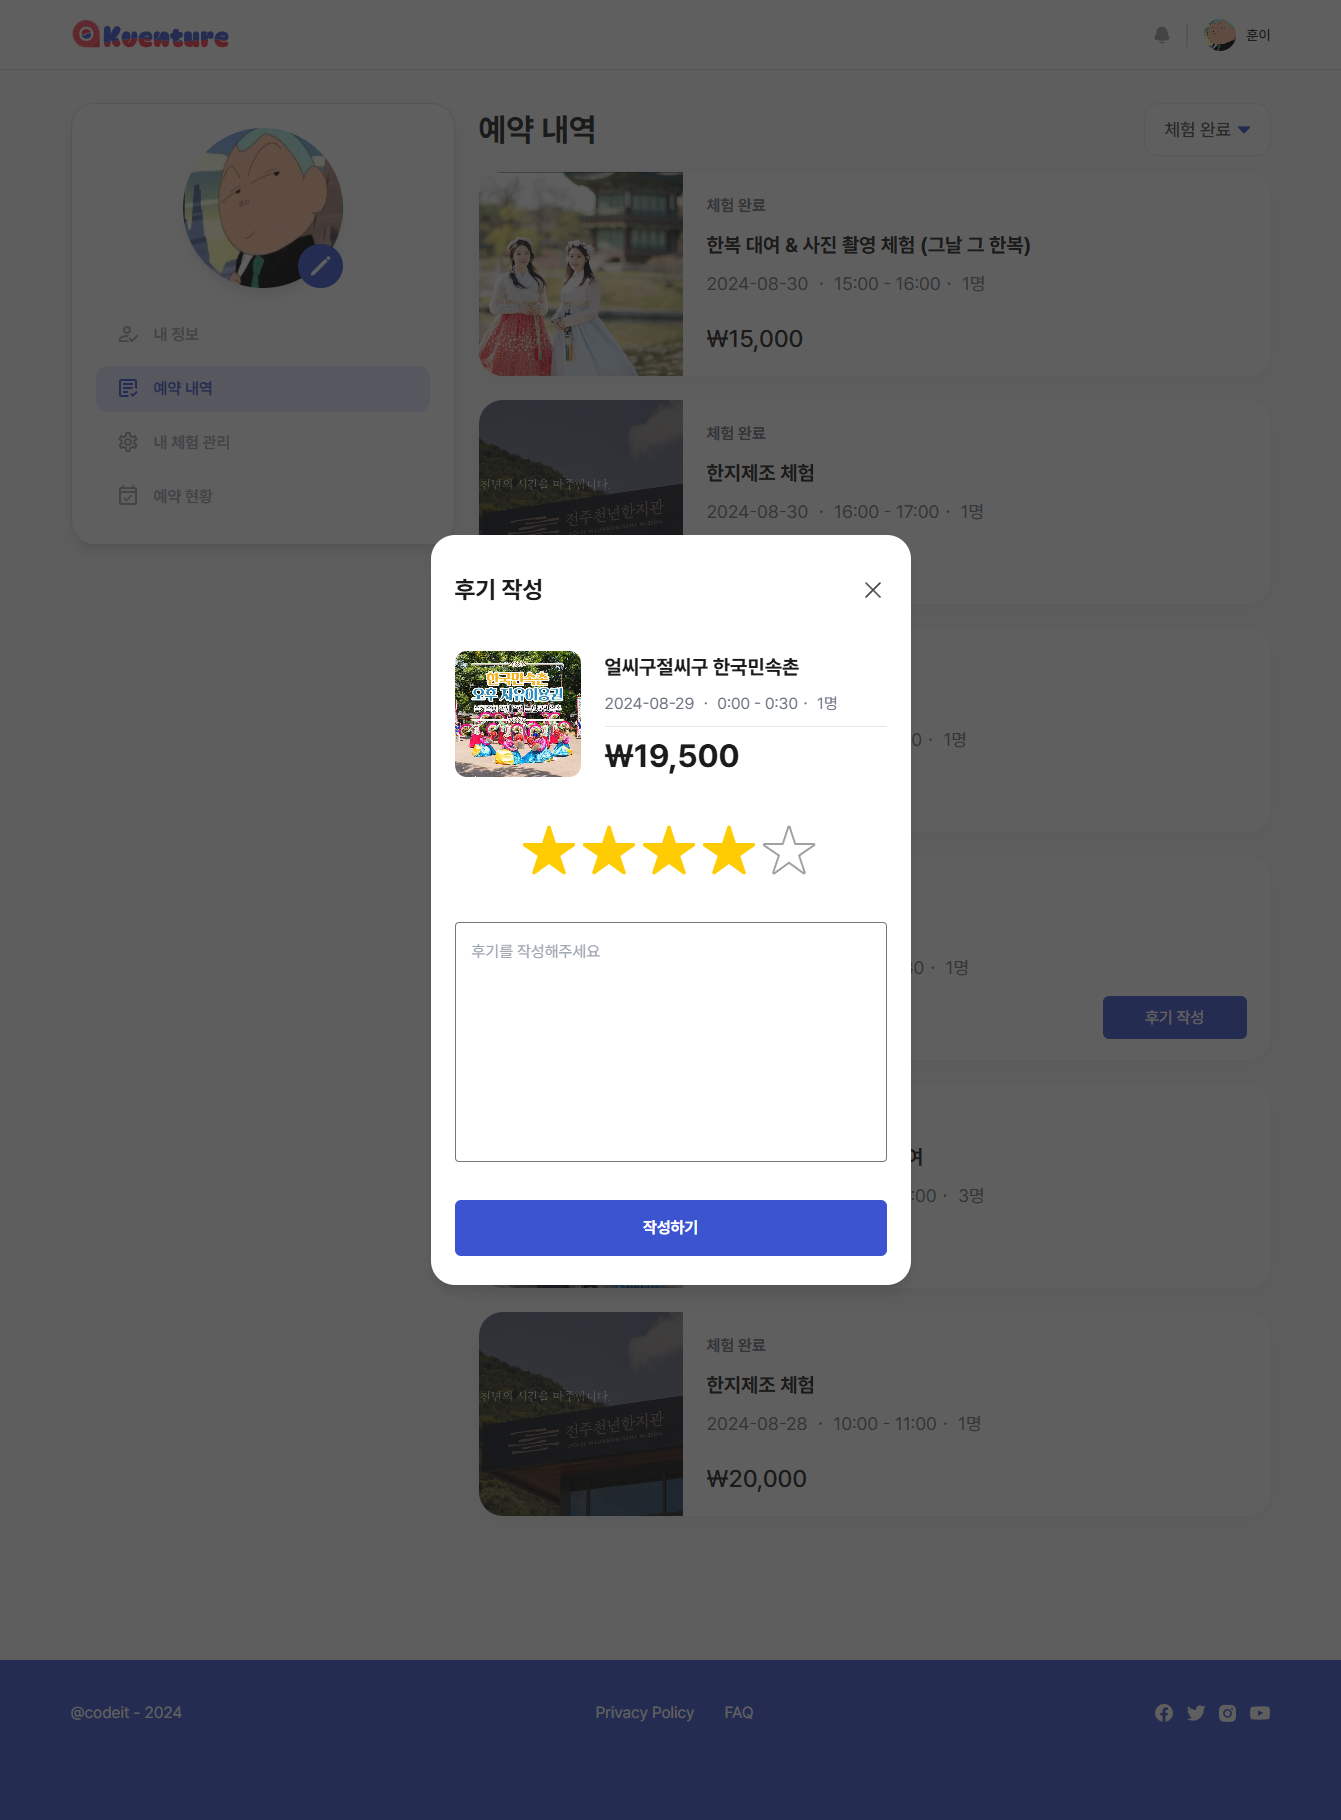 Kventure
훈이
내 정보
예약 내역
내 체험 관리
예약 현황
예약 내역
체험 완료
체험 완료
한복 대여 & 사진 촬영 체험 (그날 그 한복)
2024-08-30 · 15:00 - 16:00 · 1명
₩15,000
체험 완료
한지제조 체험
2024-08-30 · 16:00 - 17:00 · 1명
천년의 시간을 마주합니다.
전주천년한지관
후기 작성
한국민속촌
오후 자유이용권
얼씨구절씨구 한국민속촌
2024-08-29 · 0:00 - 0:30 · 1명
₩19,500
후기를 작성해주세요
작성하기
0 · 1명
30 · 1명
후기 작성
여
:00 · 3명
체험 완료
한지제조 체험
2024-08-28 · 10:00 - 11:00 · 1명
₩20,000
천년의 시간을 마주합니다.
전주천년한지관
@codeit - 2024
Privacy Policy
FAQ